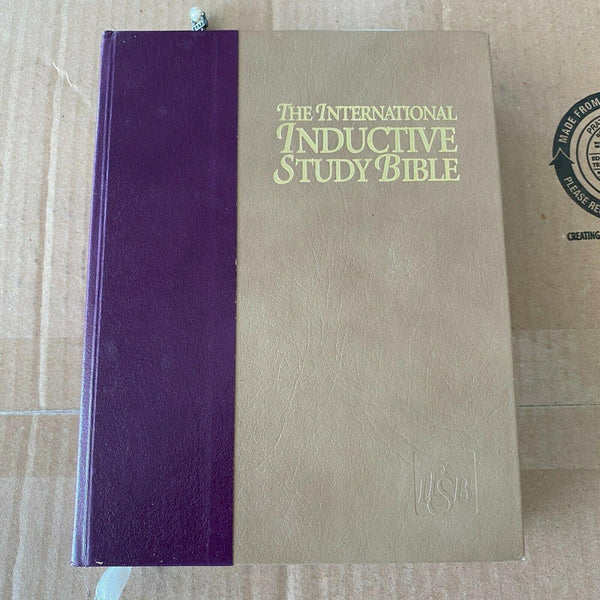 THE INTERNATIONAL
INDUCTIVE
STUDY BIBLE
IISB
MADE FROM
PLEASE RE
CREATING